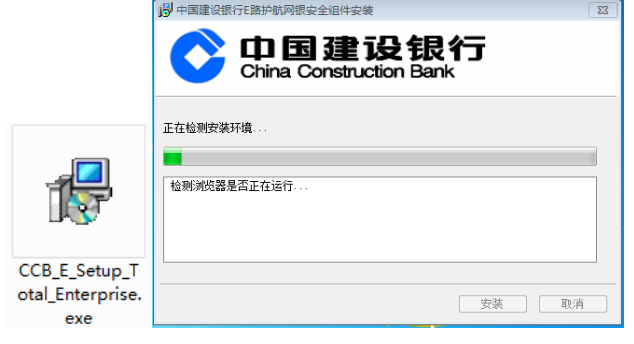 中国建设银行E路护航网银安全组件安装
中国建设银行
China Construction Bank
正在检测安装环境...
检测浏览器是否正在运行...
安装
取消
CCB_E_Setup_T
otal_Enterprise.
exe